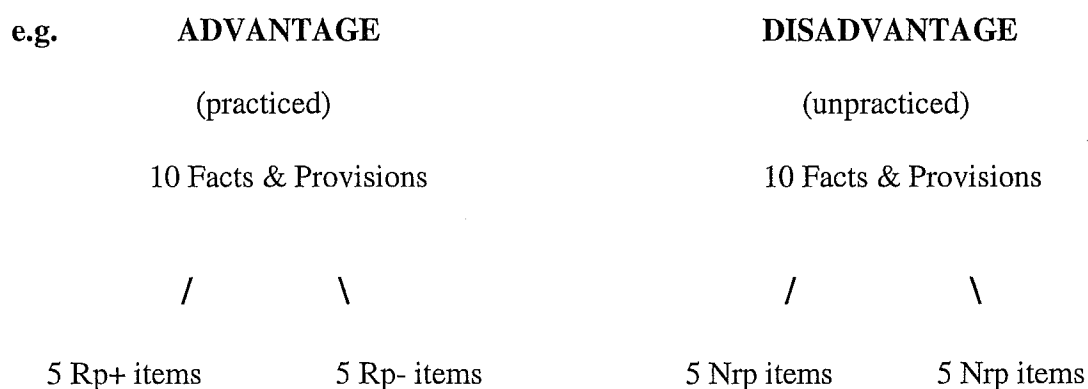 e.g. ADVANTAGE DISADVANTAGE
(practiced) (unpracticed)
10 Facts & Provisions 10 Facts & Provisions
/ \ / \
5 Rp+ items 5 Rp- items 5 Nrp items 5 Nrp items